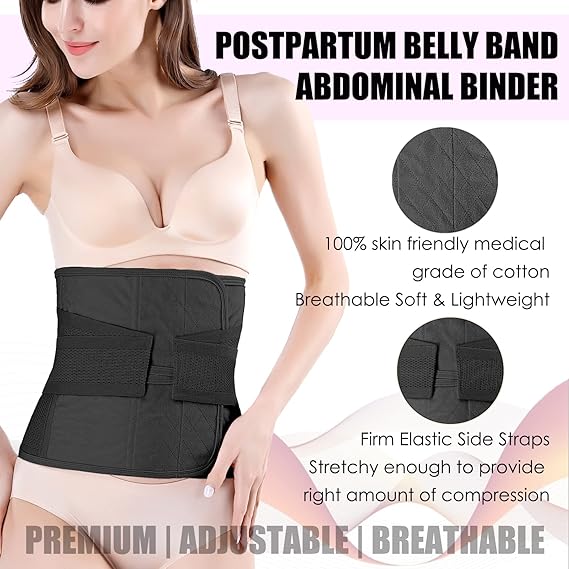 POSTPARTUM BELLY BAND
ABDOMINAL BINDER
100% skin friendly medical
grade of cotton
Breathable Soft & Lightweight
Firm Elastic Side Straps
Stretchy enough to provide
right amount of compression
PREMIUM | ADJUSTABLE | BREATHABLE